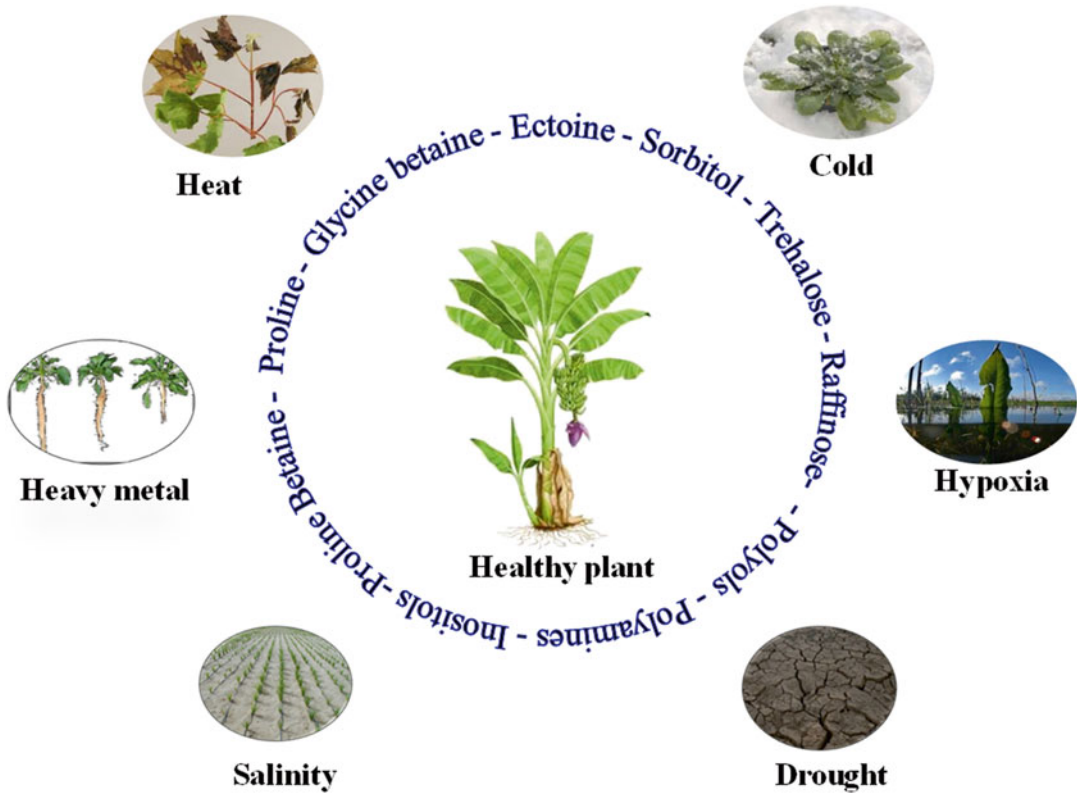 Heat
Cold
Proline - Glycine betaine - Ectoine - Sorbitol - Trehalose - Raffinose- - Polyols - Polyamines - Inositols -Proline Betaine -
Heavy metal
Hypoxia
Healthy plant
Salinity
Drought